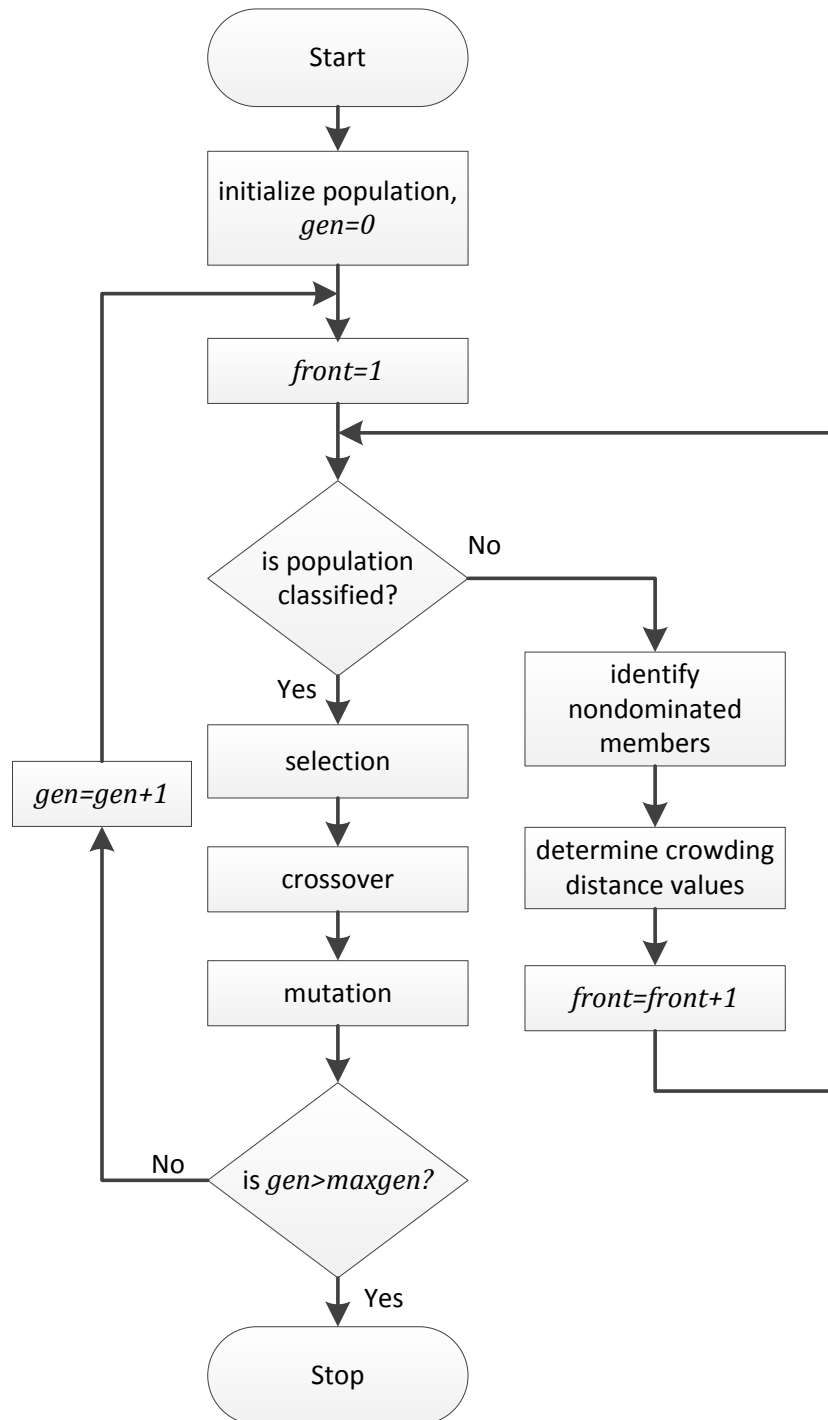 Start
initialize population,
gen=0
front=1
is population
classified?
No
Yes
identify
nondominated
members
selection
gen=gen+1
determine crowding
distance values
crossover
mutation
front=front+1
No
is gen>maxgen?
Yes
Stop